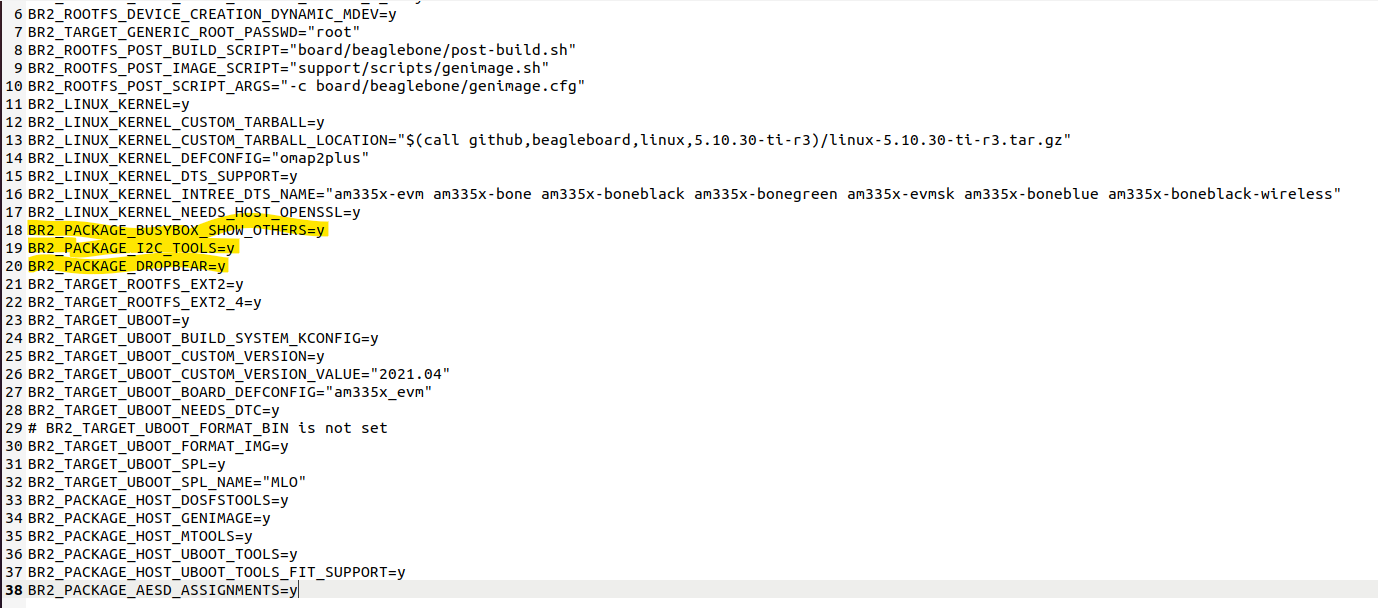 6 BR2_ROOTFS_DEVICE_CREATION_DYNAMIC_MDEV=y
7 BR2_TARGET_GENERIC_ROOT_PASSWD="root"
8 BR2_ROOTFS_POST_BUILD_SCRIPT="board/beaglebone/post-build.sh"
9 BR2_ROOTFS_POST_IMAGE_SCRIPT="support/scripts/genimage.sh"
10 BR2_ROOTFS_POST_SCRIPT_ARGS="-c board/beaglebone/genimage.cfg"
11 BR2_LINUX_KERNEL=y
12 BR2_LINUX_KERNEL_CUSTOM_TARBALL=y
13 BR2_LINUX_KERNEL_CUSTOM_TARBALL_LOCATION="$(call github,beagleboard,linux,5.10.30-ti-r3)/linux-5.10.30-ti-r3.tar.gz"
14 BR2_LINUX_KERNEL_DEFCONFIG="omap2plus"
15 BR2_LINUX_KERNEL_DTS_SUPPORT=y
16 BR2_LINUX_KERNEL_INTREE_DTS_NAME="am335x-evm am335x-bone am335x-boneblack am335x-bonegreen am335x-evmsk am335x-boneblue am335x-boneblack-wireless"
17 BR2_LINUX_KERNEL_NEEDS_HOST_OPENSSL=y
18 BR2_PACKAGE_BUSYBOX_SHOW_OTHERS=y
19 BR2_PACKAGE_I2C_TOOLS=y
20 BR2_PACKAGE_DROPBEAR=y
21 BR2_TARGET_ROOTFS_EXT2=y
22 BR2_TARGET_ROOTFS_EXT2_4=y
23 BR2_TARGET_UBOOT=y
24 BR2_TARGET_UBOOT_BUILD_SYSTEM_KCONFIG=y
25 BR2_TARGET_UBOOT_CUSTOM_VERSION=y
26 BR2_TARGET_UBOOT_CUSTOM_VERSION_VALUE="2021.04"
27 BR2_TARGET_UBOOT_BOARD_DEFCONFIG="am335x_evm"
28 BR2_TARGET_UBOOT_NEEDS_DTC=y
29 # BR2_TARGET_UBOOT_FORMAT_BIN is not set
30 BR2_TARGET_UBOOT_FORMAT_IMG=y
31 BR2_TARGET_UBOOT_SPL=y
32 BR2_TARGET_UBOOT_SPL_NAME="MLO"
33 BR2_PACKAGE_HOST_DOSFSTOOLS=y
34 BR2_PACKAGE_HOST_GENIMAGE=y
35 BR2_PACKAGE_HOST_MTOOLS=y
36 BR2_PACKAGE_HOST_UBOOT_TOOLS=y
37 BR2_PACKAGE_HOST_UBOOT_TOOLS_FIT_SUPPORT=y
38 BR2_PACKAGE_AESD_ASSIGNMENTS=y